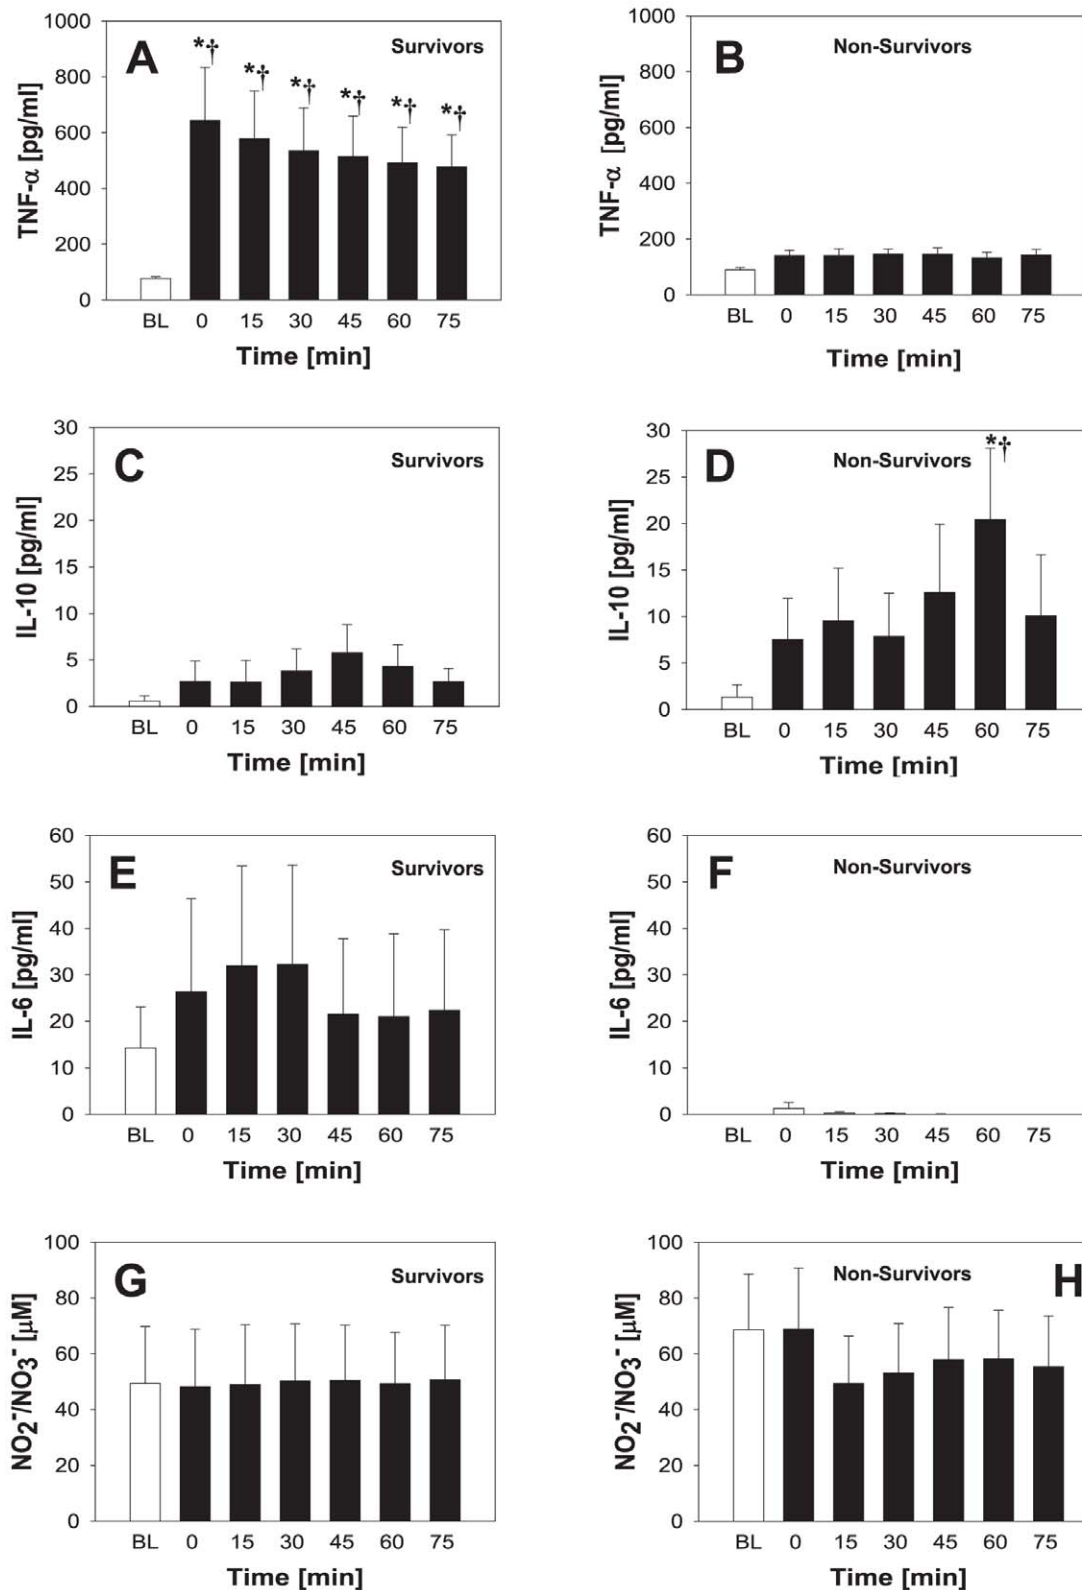 A
Survivors
TNF-α [pg/ml]
1000
800
600
400
200
0
*† *† *† *† *† *†
BL 0 15 30 45 60 75
Time [min]
B
Non-Survivors
TNF-α [pg/ml]
1000
800
600
400
200
0
BL 0 15 30 45 60 75
Time [min]
C
Survivors
IL-10 [pg/ml]
30
25
20
15
10
5
0
BL 0 15 30 45 60 75
Time [min]
D
Non-Survivors
*†
IL-10 [pg/ml]
30
25
20
15
10
5
0
BL 0 15 30 45 60 75
Time [min]
E
Survivors
IL-6 [pg/ml]
60
50
40
30
20
10
0
BL 0 15 30 45 60 75
Time [min]
F
Non-Survivors
IL-6 [pg/ml]
60
50
40
30
20
10
0
BL 0 15 30 45 60 75
Time [min]
G
Survivors
NO₂⁻/NO₃⁻ [μM]
100
80
60
40
20
0
BL 0 15 30 45 60 75
Time [min]
H
Non-Survivors
NO₂⁻/NO₃⁻ [μM]
100
80
60
40
20
0
BL 0 15 30 45 60 75
Time [min]